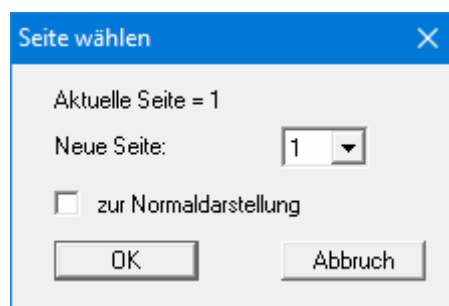 Seite wählen
Aktuelle Seite = 1
Neue Seite: 1
zur Normaldarstellung
OK Abbruch